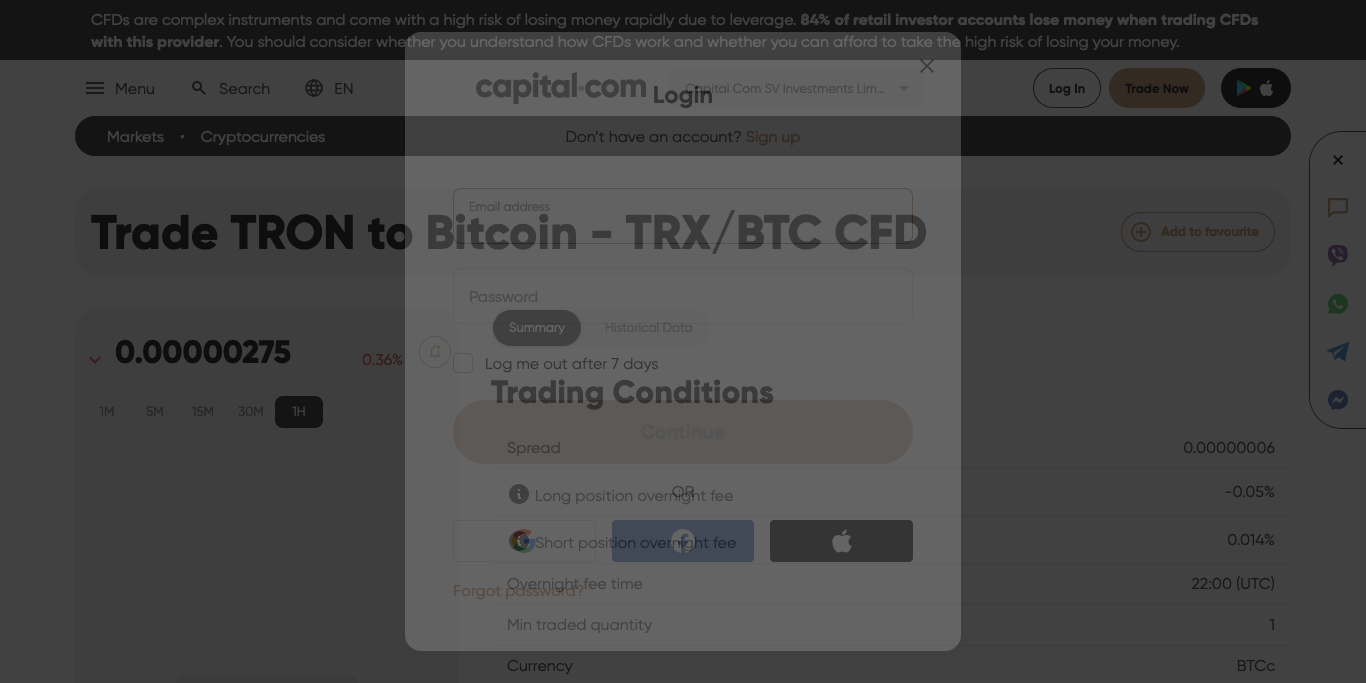 CFDs are complex instruments and come with a high risk of losing money rapidly due to leverage. 84% of retail investor accounts lose money when trading CFDs
with this provider. You should consider whether you understand how CFDs work and whether you can afford to take the high risk of losing your money.
Menu
Search
EN
capital.com
Capital Com SV Investments Lim...
Login
Log In
Trade Now
Markets • Cryptocurrencies
Don't have an account? Sign up
Trade TRON to Bitcoin - TRX/BTC CFD
Add to favourite
Email address
Password
Summary
Historical Data
0.00000275
0.36%
Log me out after 7 days
1M
5M
15M
30M
1H
Trading Conditions
Continue
Spread
0.00000006
OR
Long position overnight fee
-0.05%
Short position overnight fee
0.014%
Overnight fee time
22:00 (UTC)
Forgot password?
Min traded quantity
1
Currency
BTCc